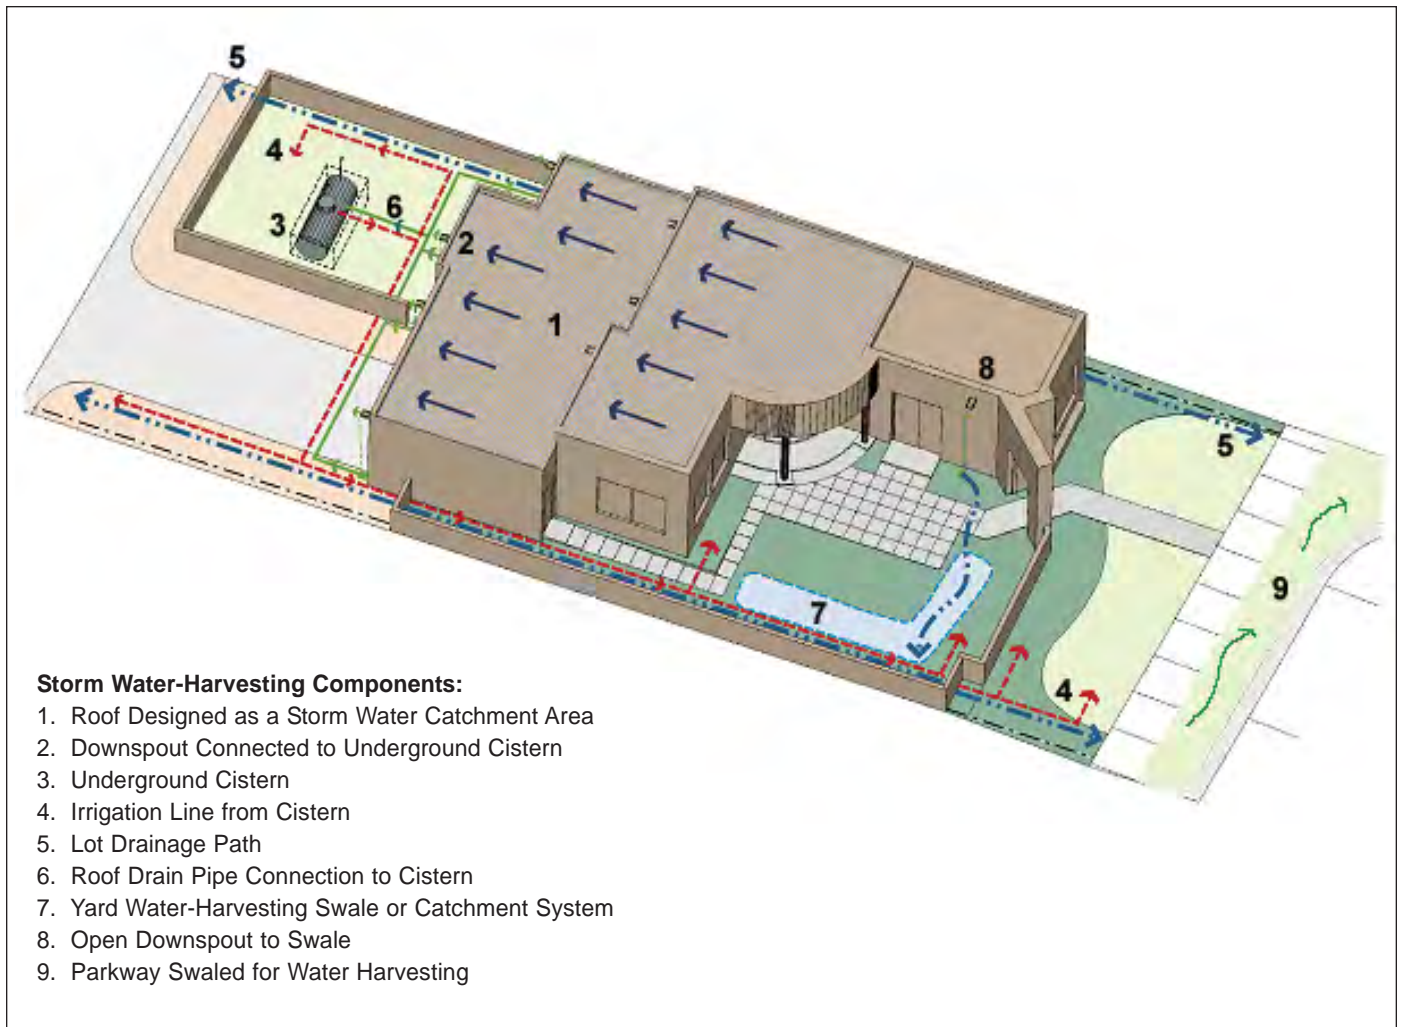 5
4
6
3
2
1
8
5
9
7
4
Storm Water-Harvesting Components:
1. Roof Designed as a Storm Water Catchment Area
2. Downspout Connected to Underground Cistern
3. Underground Cistern
4. Irrigation Line from Cistern
5. Lot Drainage Path
6. Roof Drain Pipe Connection to Cistern
7. Yard Water-Harvesting Swale or Catchment System
8. Open Downspout to Swale
9. Parkway Swaled for Water Harvesting